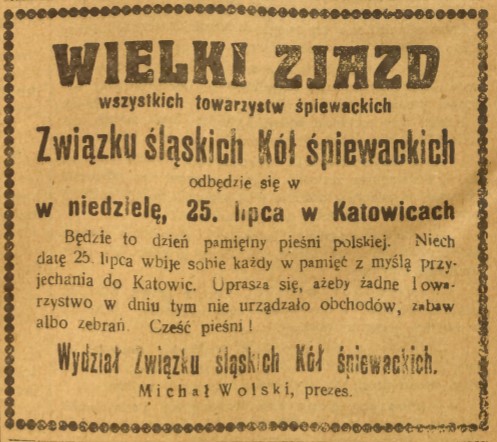 WIELKI ZJAZD
wszystkich towarzystw śpiewackich
Związku śląskich Kół śpiewackich
odbędzie się w
w niedzielę, 25. lipca w Katowicach
Będzie to dzień pamiętny pieśni polskiej. Niech
datę 25. lipca wbije sobie każdy w pamięć z myślą przy-
jechania do Katowic. Uprasza się, ażeby żadne Towa-
rzystwo w dniu tym nie urządzało obchodów, zabaw
albo zebrań. Cześć pieśni!
Wydział Związku śląskich Kół śpiewackich.
Michał Wolski, prezes.